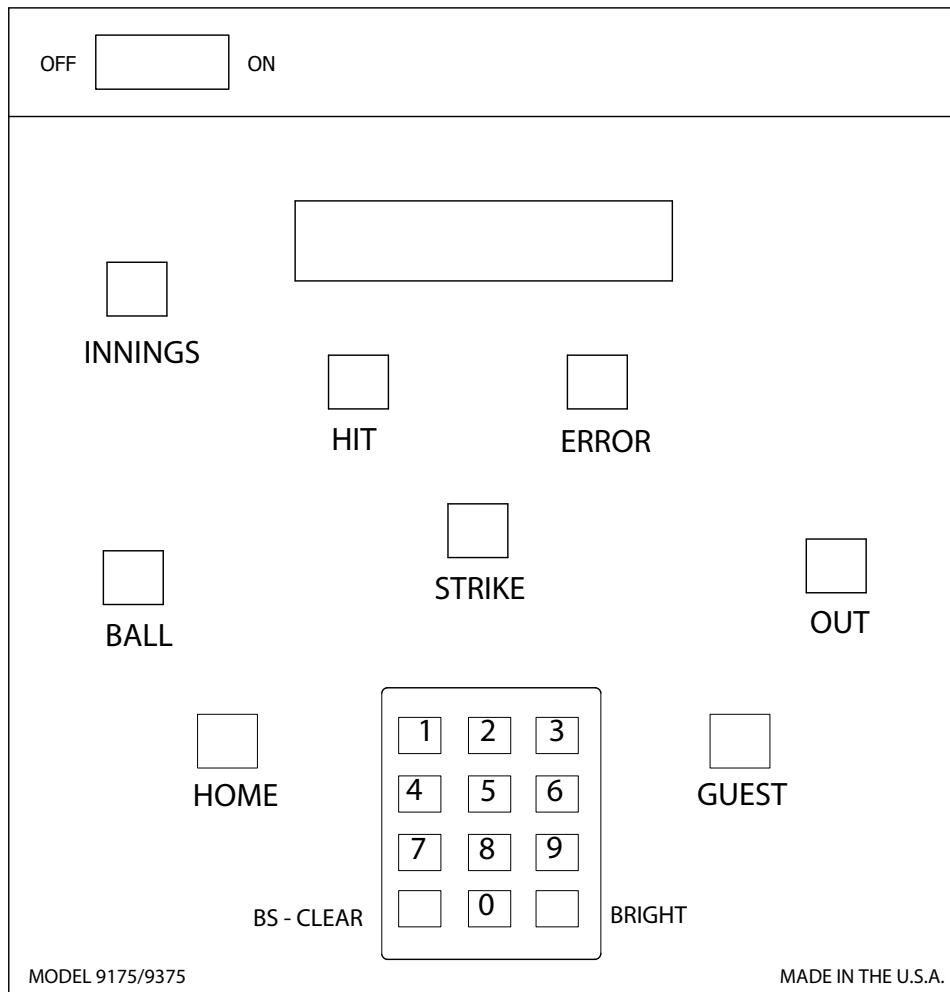 OFF ON
INNINGS
HIT ERROR
STRIKE
BALL OUT
1 2 3
HOME GUEST
4 5 6
7 8 9
BS - CLEAR 0 BRIGHT
MODEL 9175/9375 MADE IN THE U.S.A.